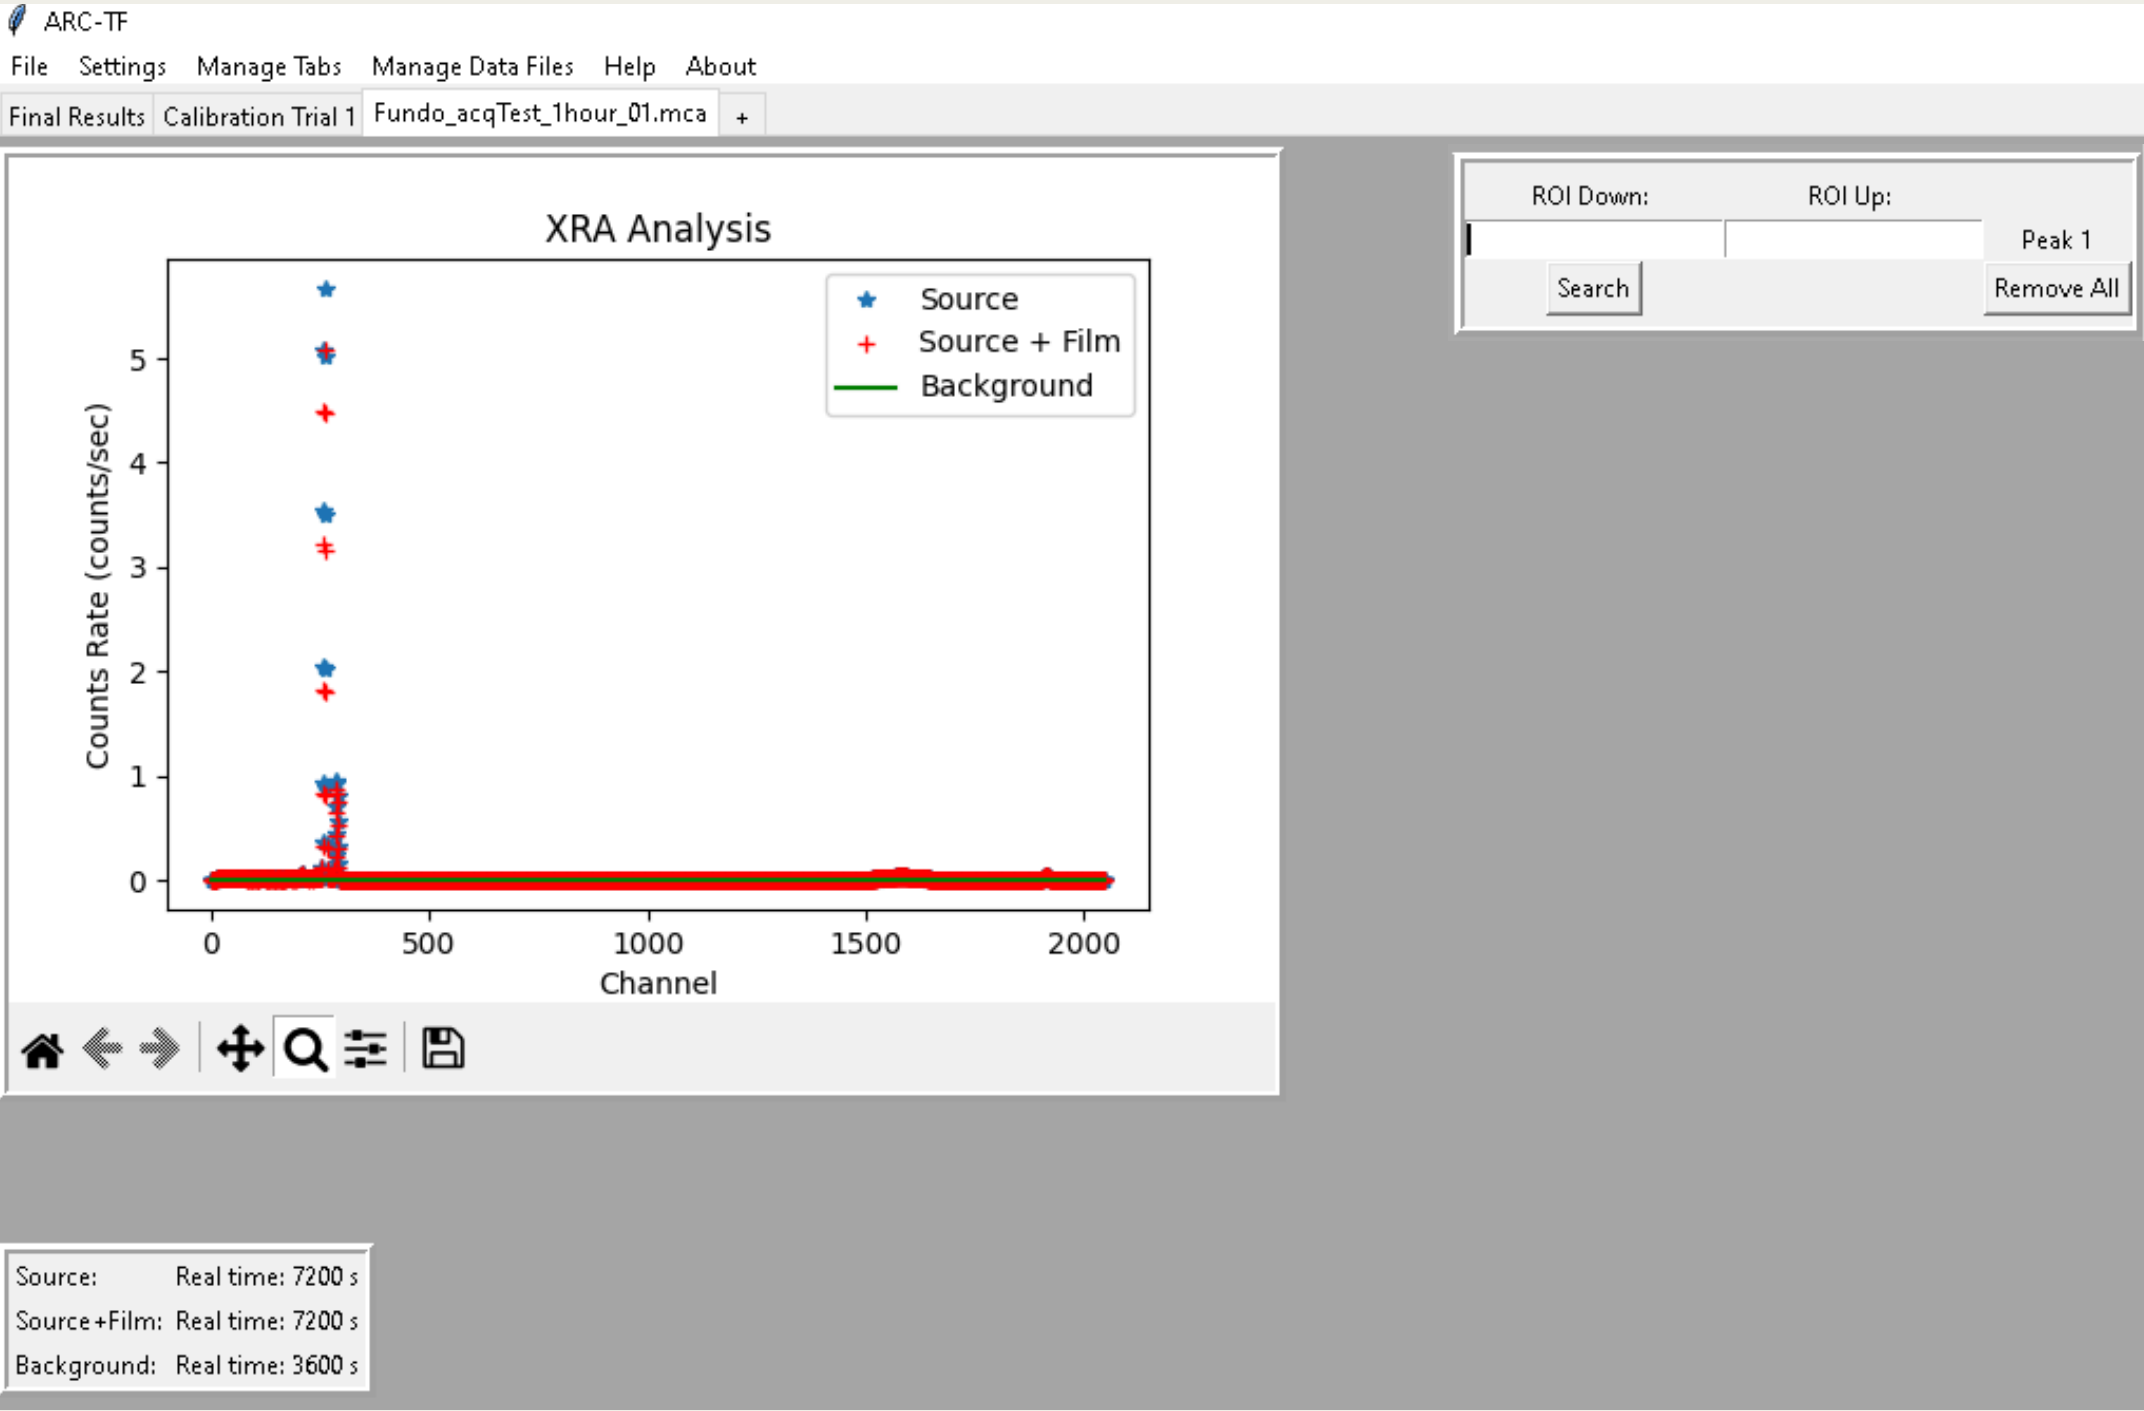 ARC-TF
File Settings Manage Tabs Manage Data Files Help About
Final Results Calibration Trial 1 Fundo_acqTest_1hour_01.mca +
XRA Analysis
Source
Source + Film
Background
Counts Rate (counts/sec)
5
4
3
2
1
0
0 500 1000 1500 2000
Channel
ROI Down: ROI Up:
Peak 1
Search Remove All
Source: Real time: 7200 s
Source+Film: Real time: 7200 s
Background: Real time: 3600 s